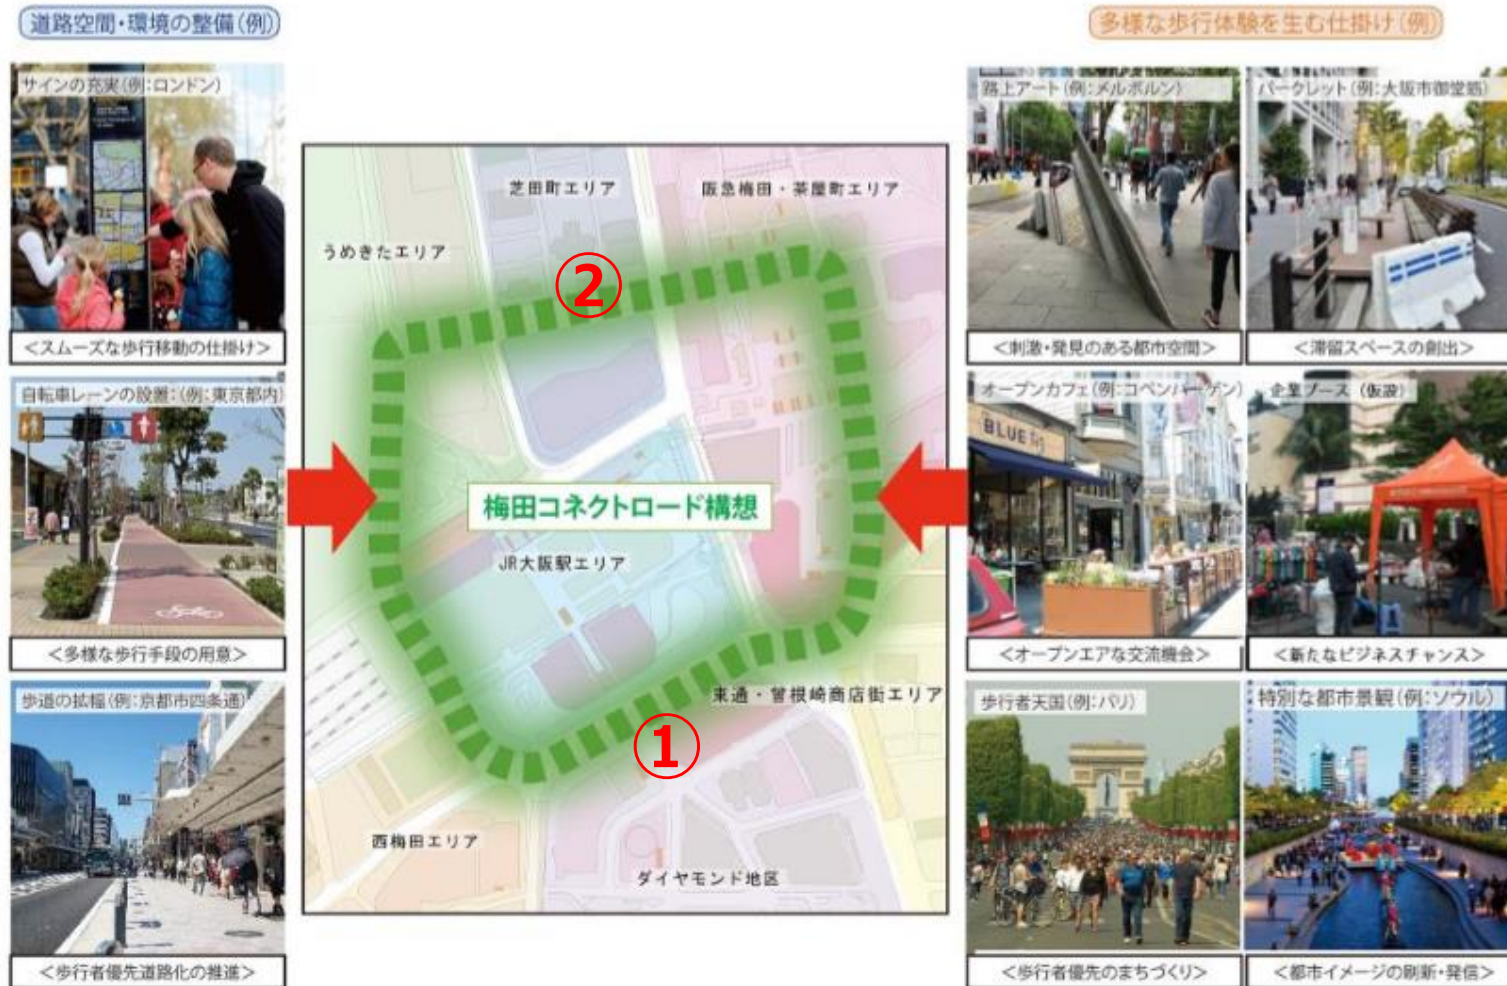 道路空間・環境の整備(例)
サインの充実(例:ロンドン)
<スムーズな歩行移動の仕掛け>
自転車レーンの設置:(例:東京都内)
<多様な歩行手段の用意>
歩道の拡幅(例:京都市四条通)
<歩行者優先道路化の推進>
芝田町エリア
阪急梅田・茶屋町エリア
うめきたエリア
②
梅田コネクトロード構想
JR大阪駅エリア
東通・曽根崎商店街エリア
①
西梅田エリア
ダイヤモンド地区
多様な歩行体験を生む仕掛け(例)
路上アート(例:メルボルン)
パークレット(例:大阪市御堂筋)
<刺激・発見のある都市空間>
<滞留スペースの創出>
オープンカフェ(例:コペンハーゲン)
企業ブース(仮設)
BLUE
<オープンエアな交流機会>
<新たなビジネスチャンス>
歩行者天国(例:パリ)
特別な都市景観(例:ソウル)
<歩行者優先のまちづくり>
<都市イメージの刷新・発信>